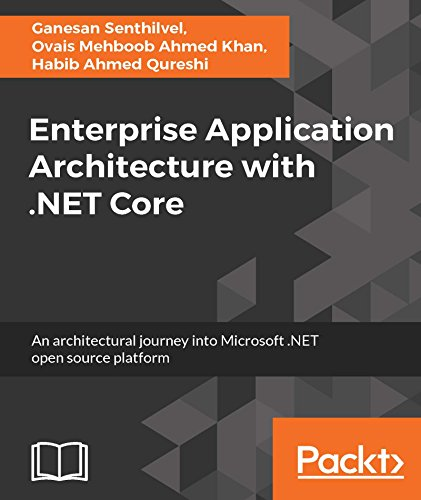 Ganesan Senthilvel,
Ovais Mehboob Ahmed Khan,
Habib Ahmed Qureshi
Enterprise Application
Architecture with
.NET Core
An architectural journey into Microsoft .NET
open source platform
Packt>